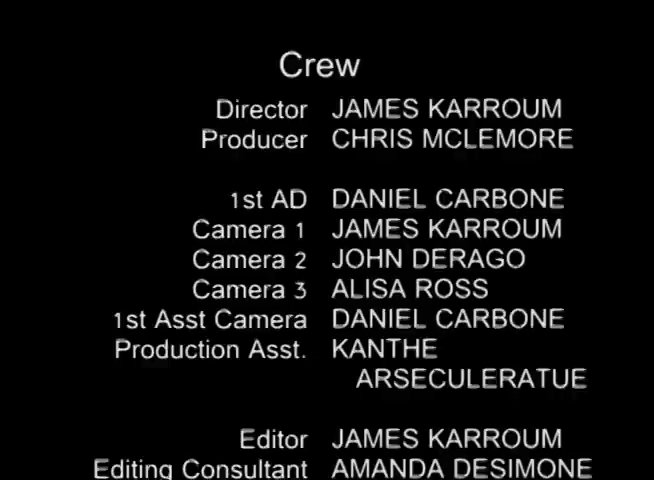 Crew
Director JAMES KARROUM
Producer CHRIS MCLEMORE
1st AD DANIEL CARBONE
Camera 1 JAMES KARROUM
Camera 2 JOHN DERAGO
Camera 3 ALISA ROSS
1st Asst Camera DANIEL CARBONE
Production Asst. KANTHE
ARSECULERATUE
Editor JAMES KARROUM
Editing Consultant AMANDA DESIMONE